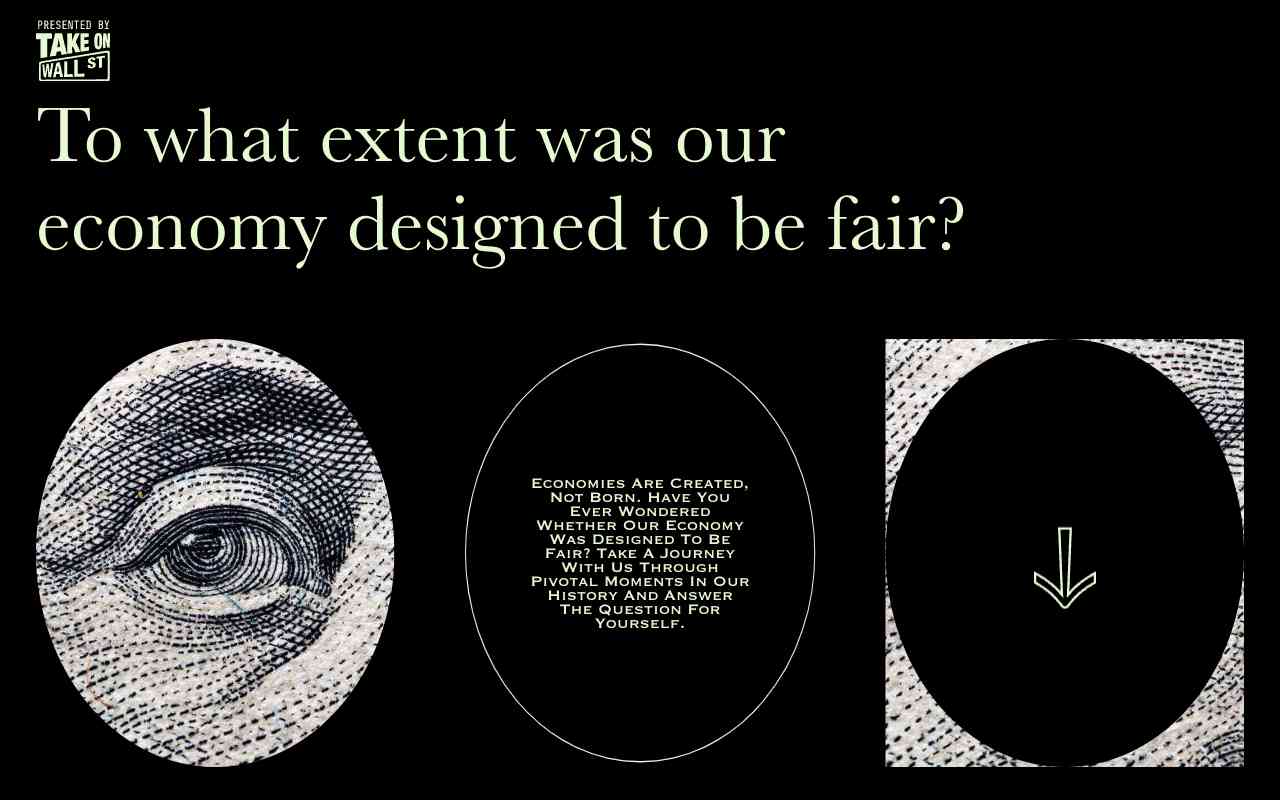 PRESENTED BY
TAKE ON
WALL ST
To what extent was our
economy designed to be fair?
Economies Are Created,
Not Born. Have You
Ever Wondered
Whether Our Economy
Was Designed To Be
Fair? Take A Journey
With Us Through
Pivotal Moments In Our
History And Answer
The Question For
Yourself.